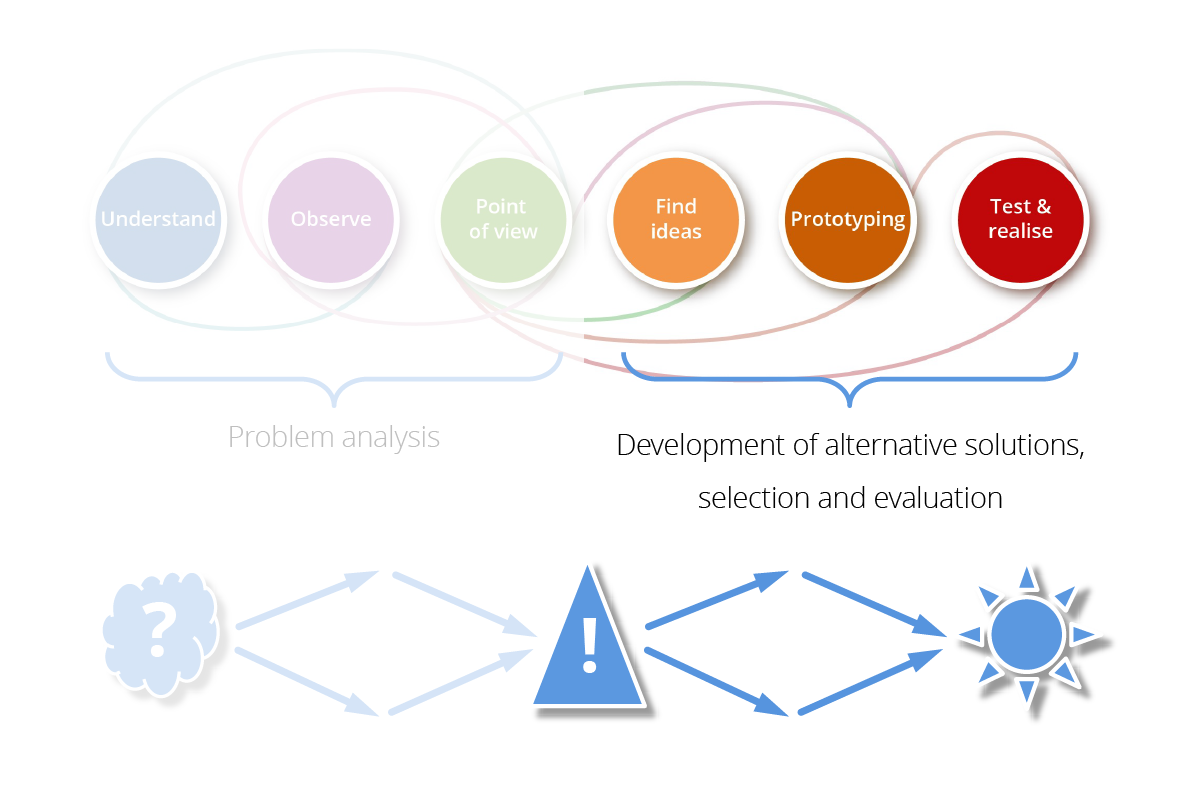 Understand
Observe
Point
of view
Find
ideas
Prototyping
Test &
realise
Problem analysis
Development of alternative solutions,
selection and evaluation
?
!